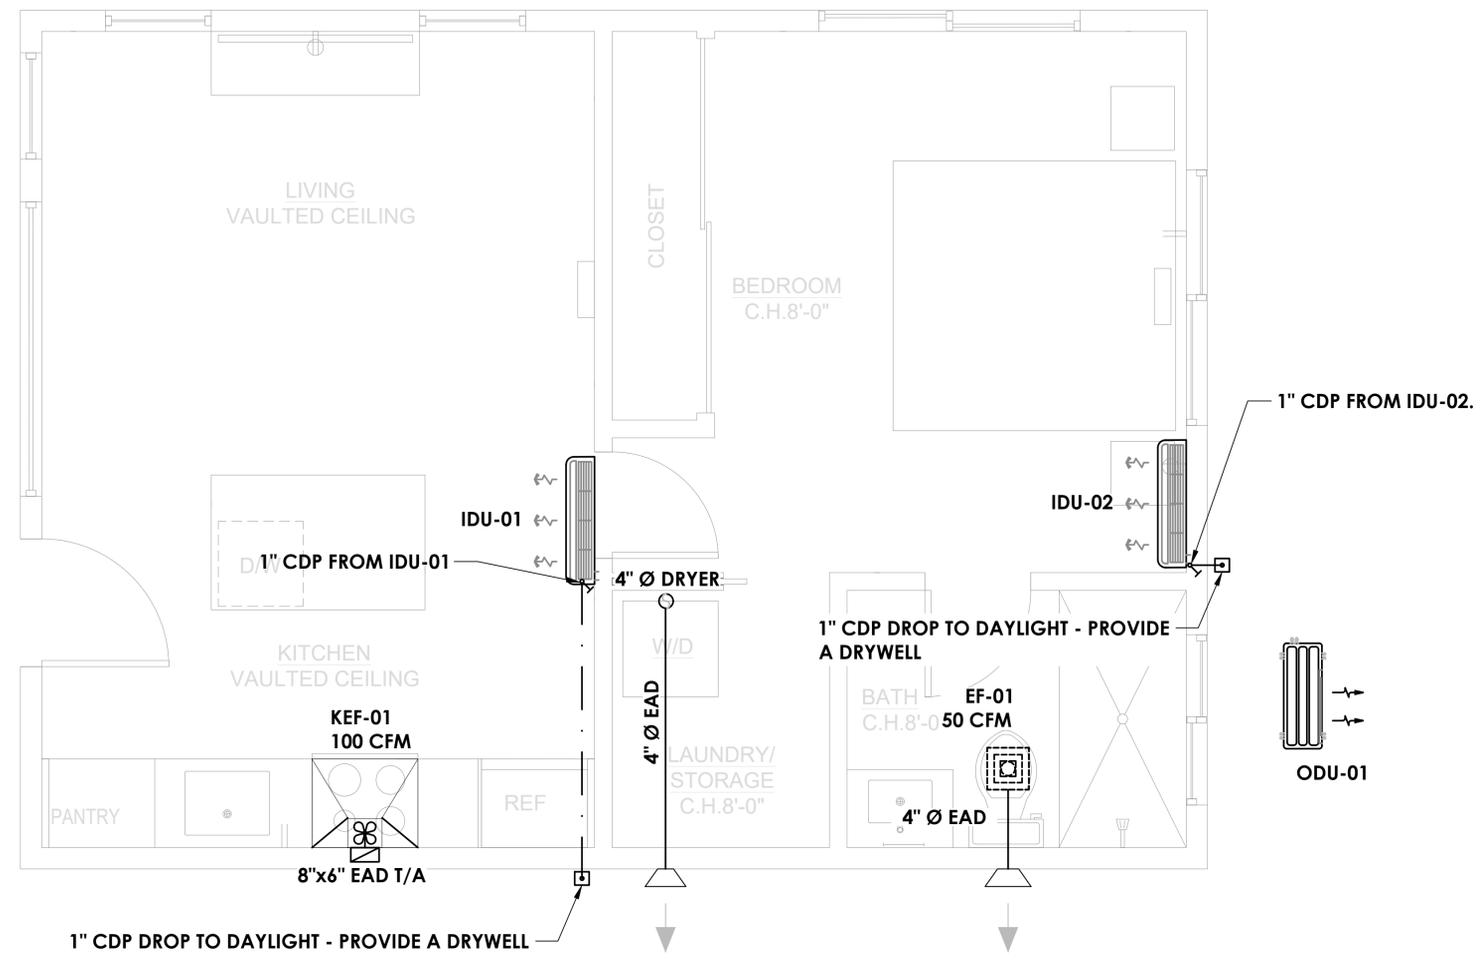 LIVING
VAULTED CEILING
CLOSET
BEDROOM
C.H.8'-0"
1" CDP FROM IDU-02.
IDU-01
IDU-02
D/W
1" CDP FROM IDU-01
4" Ø DRYER
1" CDP DROP TO DAYLIGHT - PROVIDE
A DRYWELL
KITCHEN
VAULTED CEILING
W/D
4" Ø EAD
BATH
C.H.8'-0
EF-01
50 CFM
KEF-01
100 CFM
LAUNDRY/
STORAGE
C.H.8'-0"
ODU-01
PANTRY
REF
4" Ø EAD
8"x6" EAD T/A
1" CDP DROP TO DAYLIGHT - PROVIDE A DRYWELL